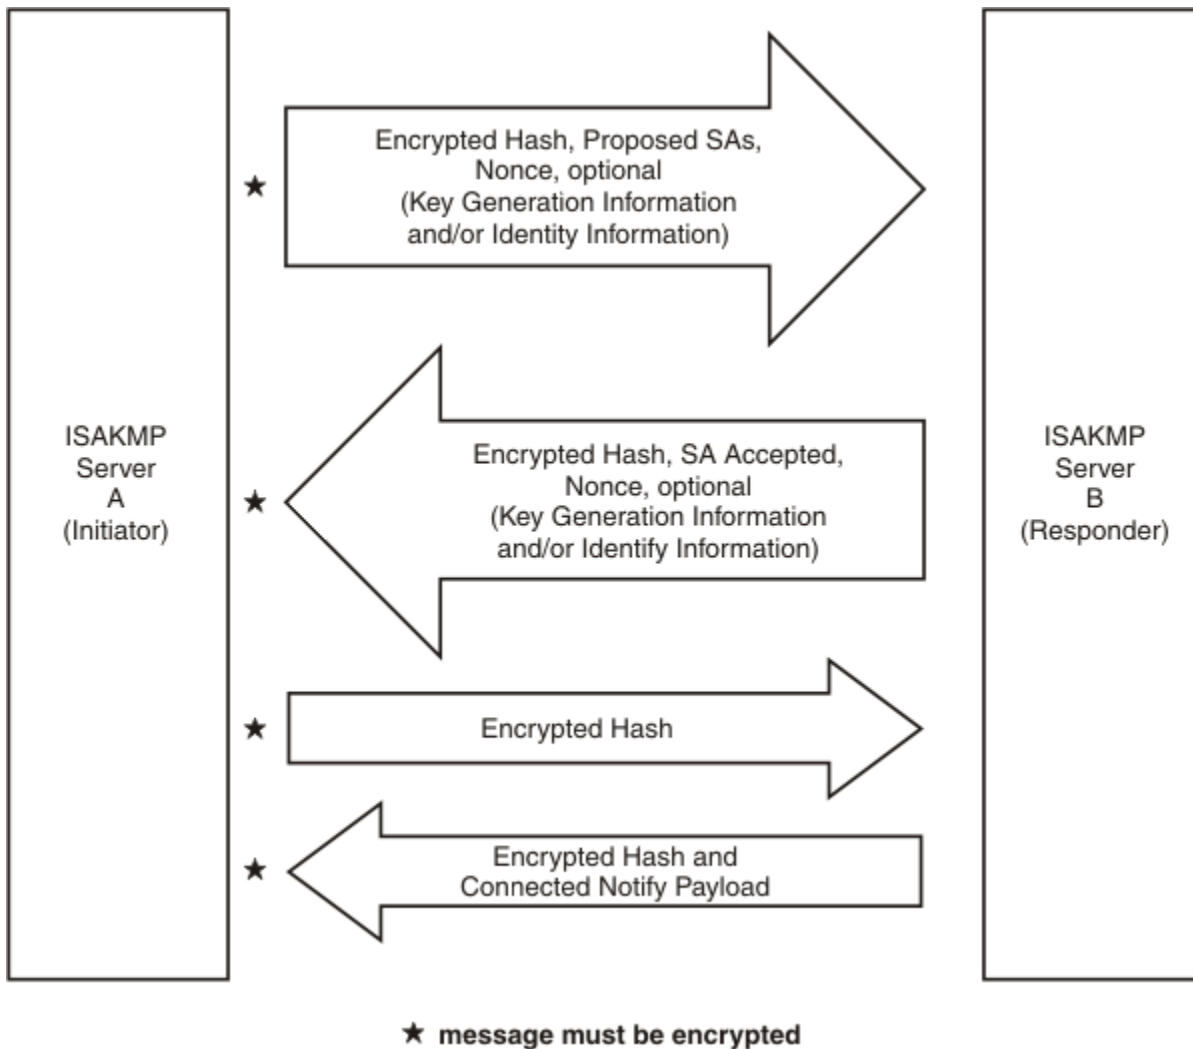 Encrypted Hash, Proposed SAs,
Nonce, optional
(Key Generation Information
and/or Identity Information)
ISAKMP
Server
A
(Initiator)
Encrypted Hash, SA Accepted,
Nonce, optional
(Key Generation Information
and/or Identify Information)
ISAKMP
Server
B
(Responder)
Encrypted Hash
Encrypted Hash and
Connected Notify Payload
★ message must be encrypted